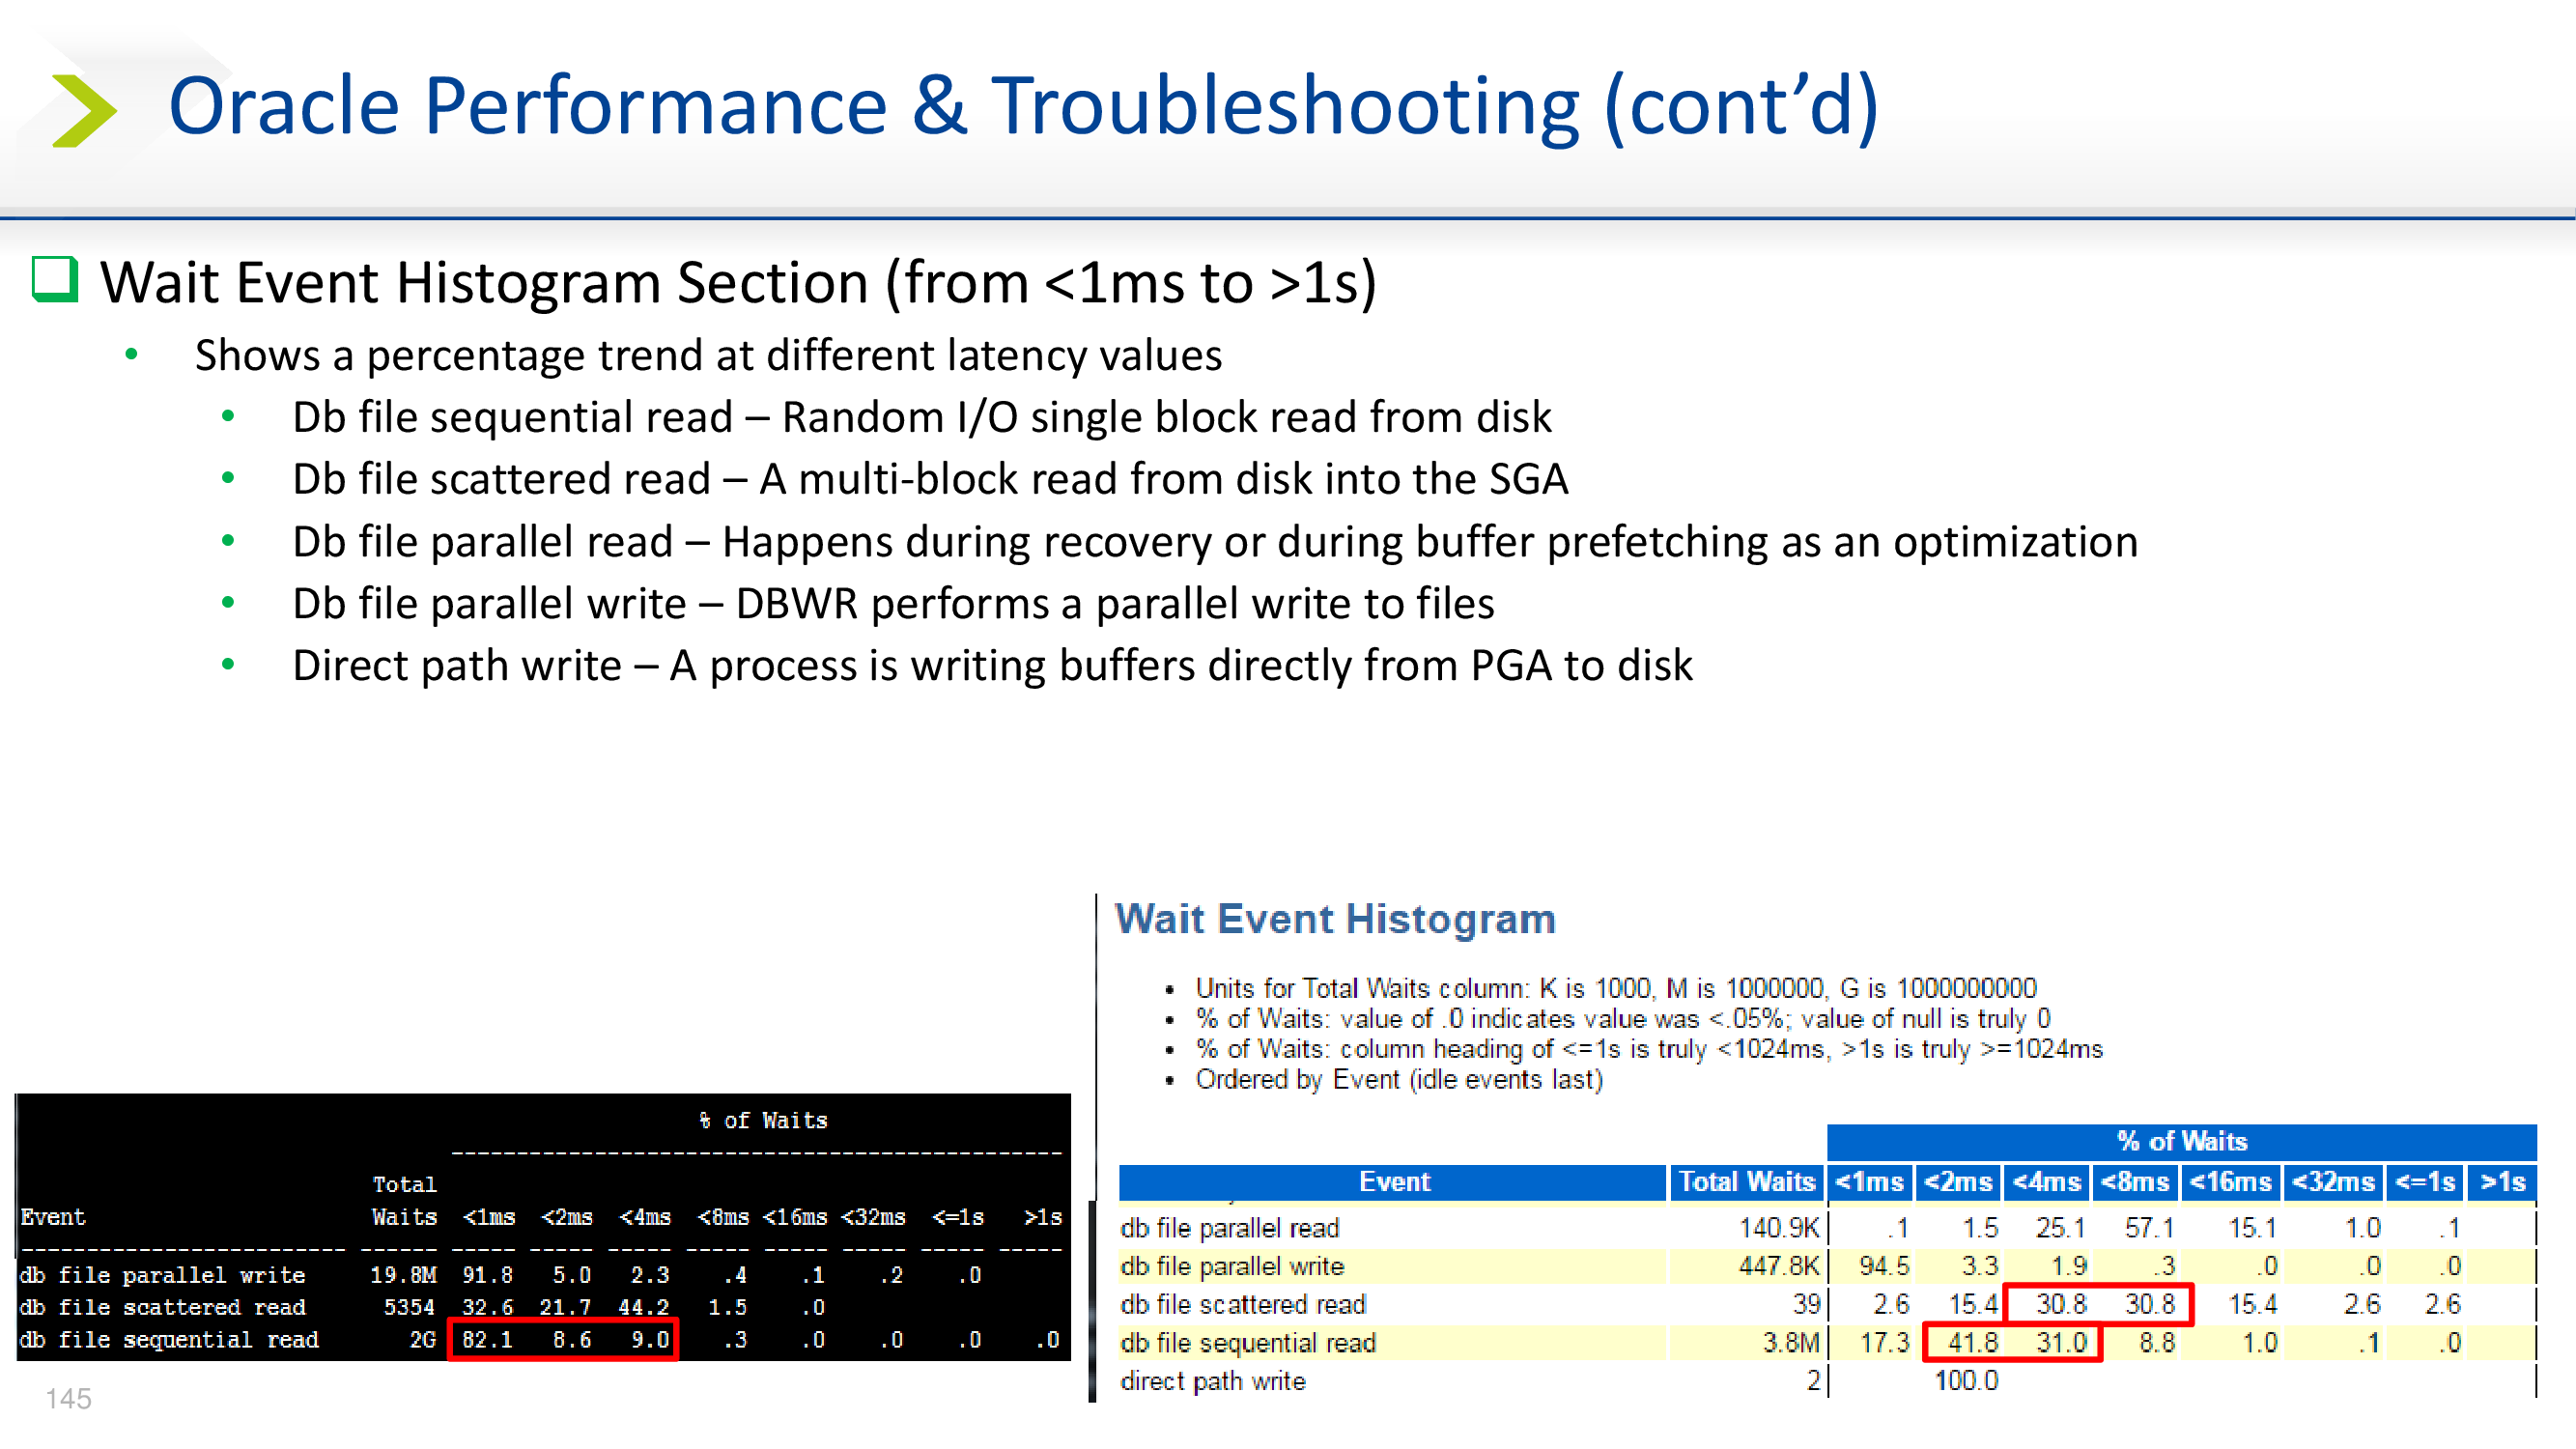 Oracle Performance & Troubleshooting (cont’d)
Wait Event Histogram Section (from <1ms to >1s)
• Shows a percentage trend at different latency values
• Db file sequential read – Random I/O single block read from disk
• Db file scattered read – A multi-block read from disk into the SGA
• Db file parallel read – Happens during recovery or during buffer prefetching as an optimization
• Db file parallel write – DBWR performs a parallel write to files
• Direct path write – A process is writing buffers directly from PGA to disk
% of Waits
-----------------------------------------------
Total
Event Waits <1ms <2ms <4ms <8ms <16ms <32ms <=1s >1s
------------------------- ------ ----- ----- ----- ----- ----- ----- ----- -----
db file parallel write 19.8M 91.8 5.0 2.3 .4 .1 .2 .0
db file scattered read 5354 32.6 21.7 44.2 1.5 .0
db file sequential read 2G 82.1 8.6 9.0 .3 .0 .0 .0 .0
Wait Event Histogram
• Units for Total Waits column: K is 1000, M is 1000000, G is 1000000000
• % of Waits: value of .0 indicates value was <.05%; value of null is truly 0
• % of Waits: column heading of <=1s is truly <1024ms, >1s is truly >=1024ms
• Ordered by Event (idle events last)
% of Waits
Event Total Waits <1ms <2ms <4ms <8ms <16ms <32ms <=1s >1s
db file parallel read 140.9K .1 1.5 25.1 57.1 15.1 1.0 .1
db file parallel write 447.8K 94.5 3.3 1.9 .3 .0 .0 .0
db file scattered read 39 2.6 15.4 30.8 30.8 15.4 2.6 2.6
db file sequential read 3.8M 17.3 41.8 31.0 8.8 1.0 .1 .0
direct path write 2 100.0
145